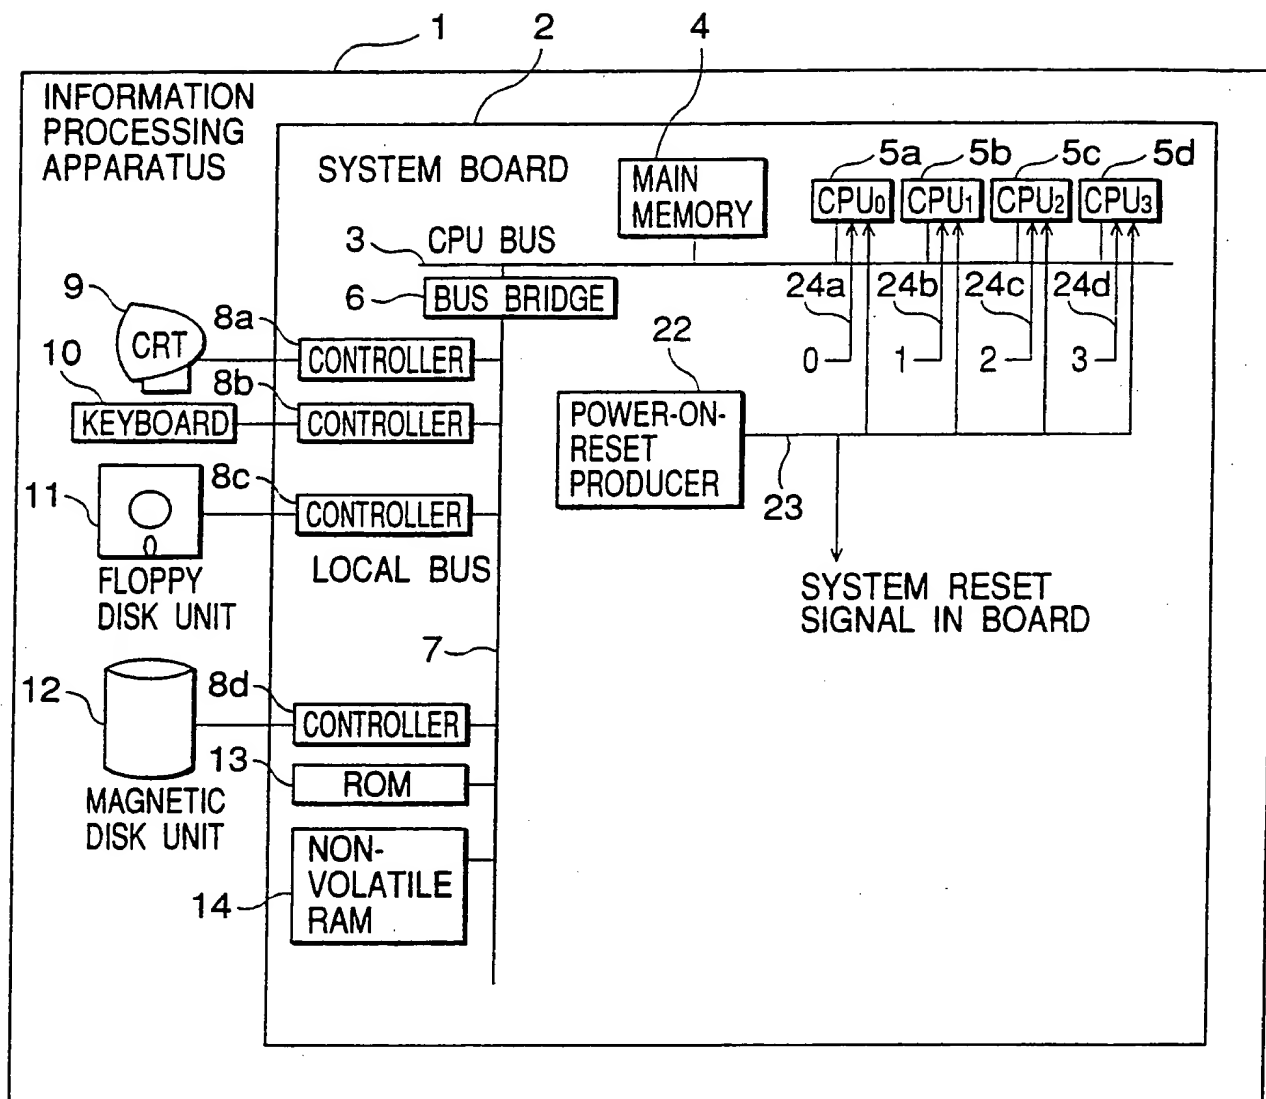 1
2
4
INFORMATION
PROCESSING
APPARATUS
SYSTEM BOARD
MAIN
MEMORY
5a
5b
5c
5d
CPU0
CPU1
CPU2
CPU3
3
CPU BUS
6
BUS BRIDGE
24a
24b
24c
24d
0
1
2
3
9
CRT
8a
CONTROLLER
10
KEYBOARD
8b
CONTROLLER
22
POWER-ON-
RESET
PRODUCER
23
11
8c
CONTROLLER
FLOPPY
DISK UNIT
LOCAL BUS
SYSTEM RESET
SIGNAL IN BOARD
7
12
8d
CONTROLLER
13
ROM
MAGNETIC
DISK UNIT
14
NON-
VOLATILE
RAM